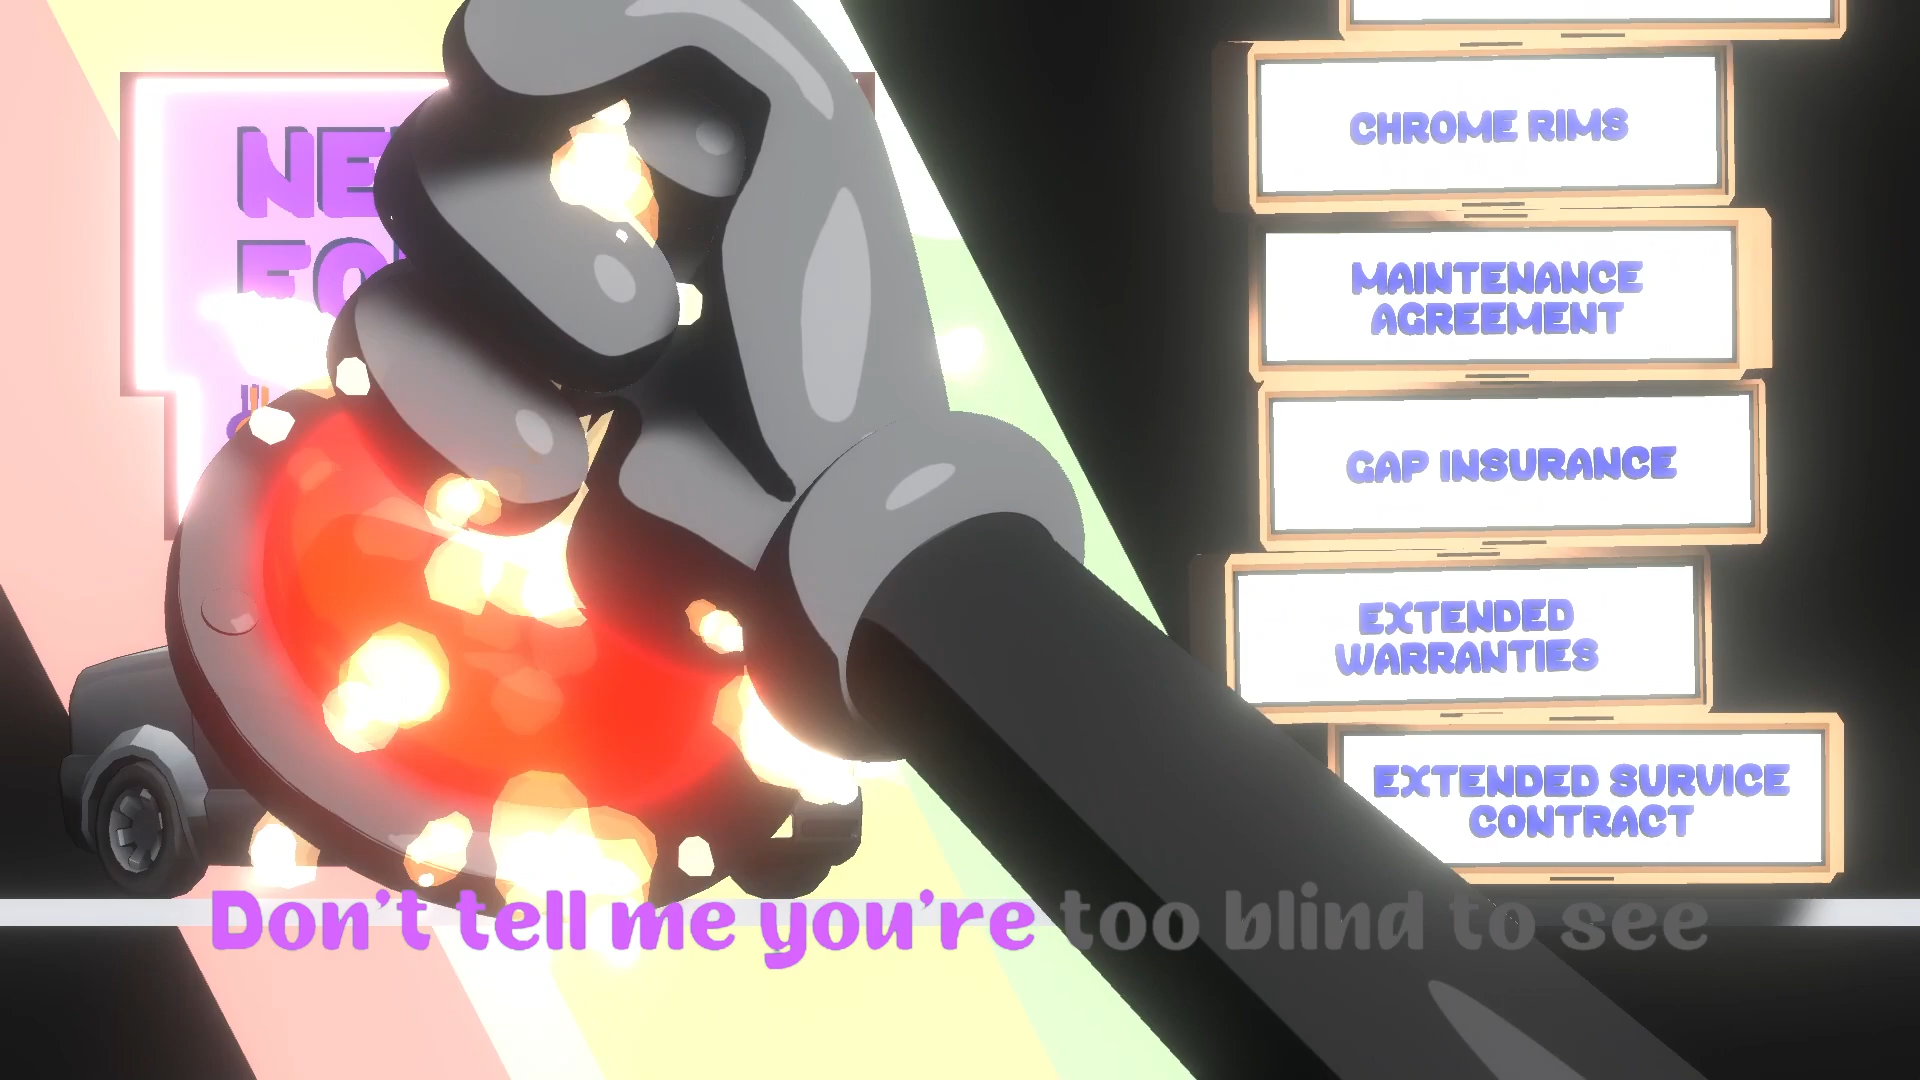 CHROME RIMS
MAINTENANCE
AGREEMENT
GAP INSURANCE
EXTENDED
WARRANTIES
EXTENDED SURVICE
CONTRACT
Don't tell me you're too blind to see